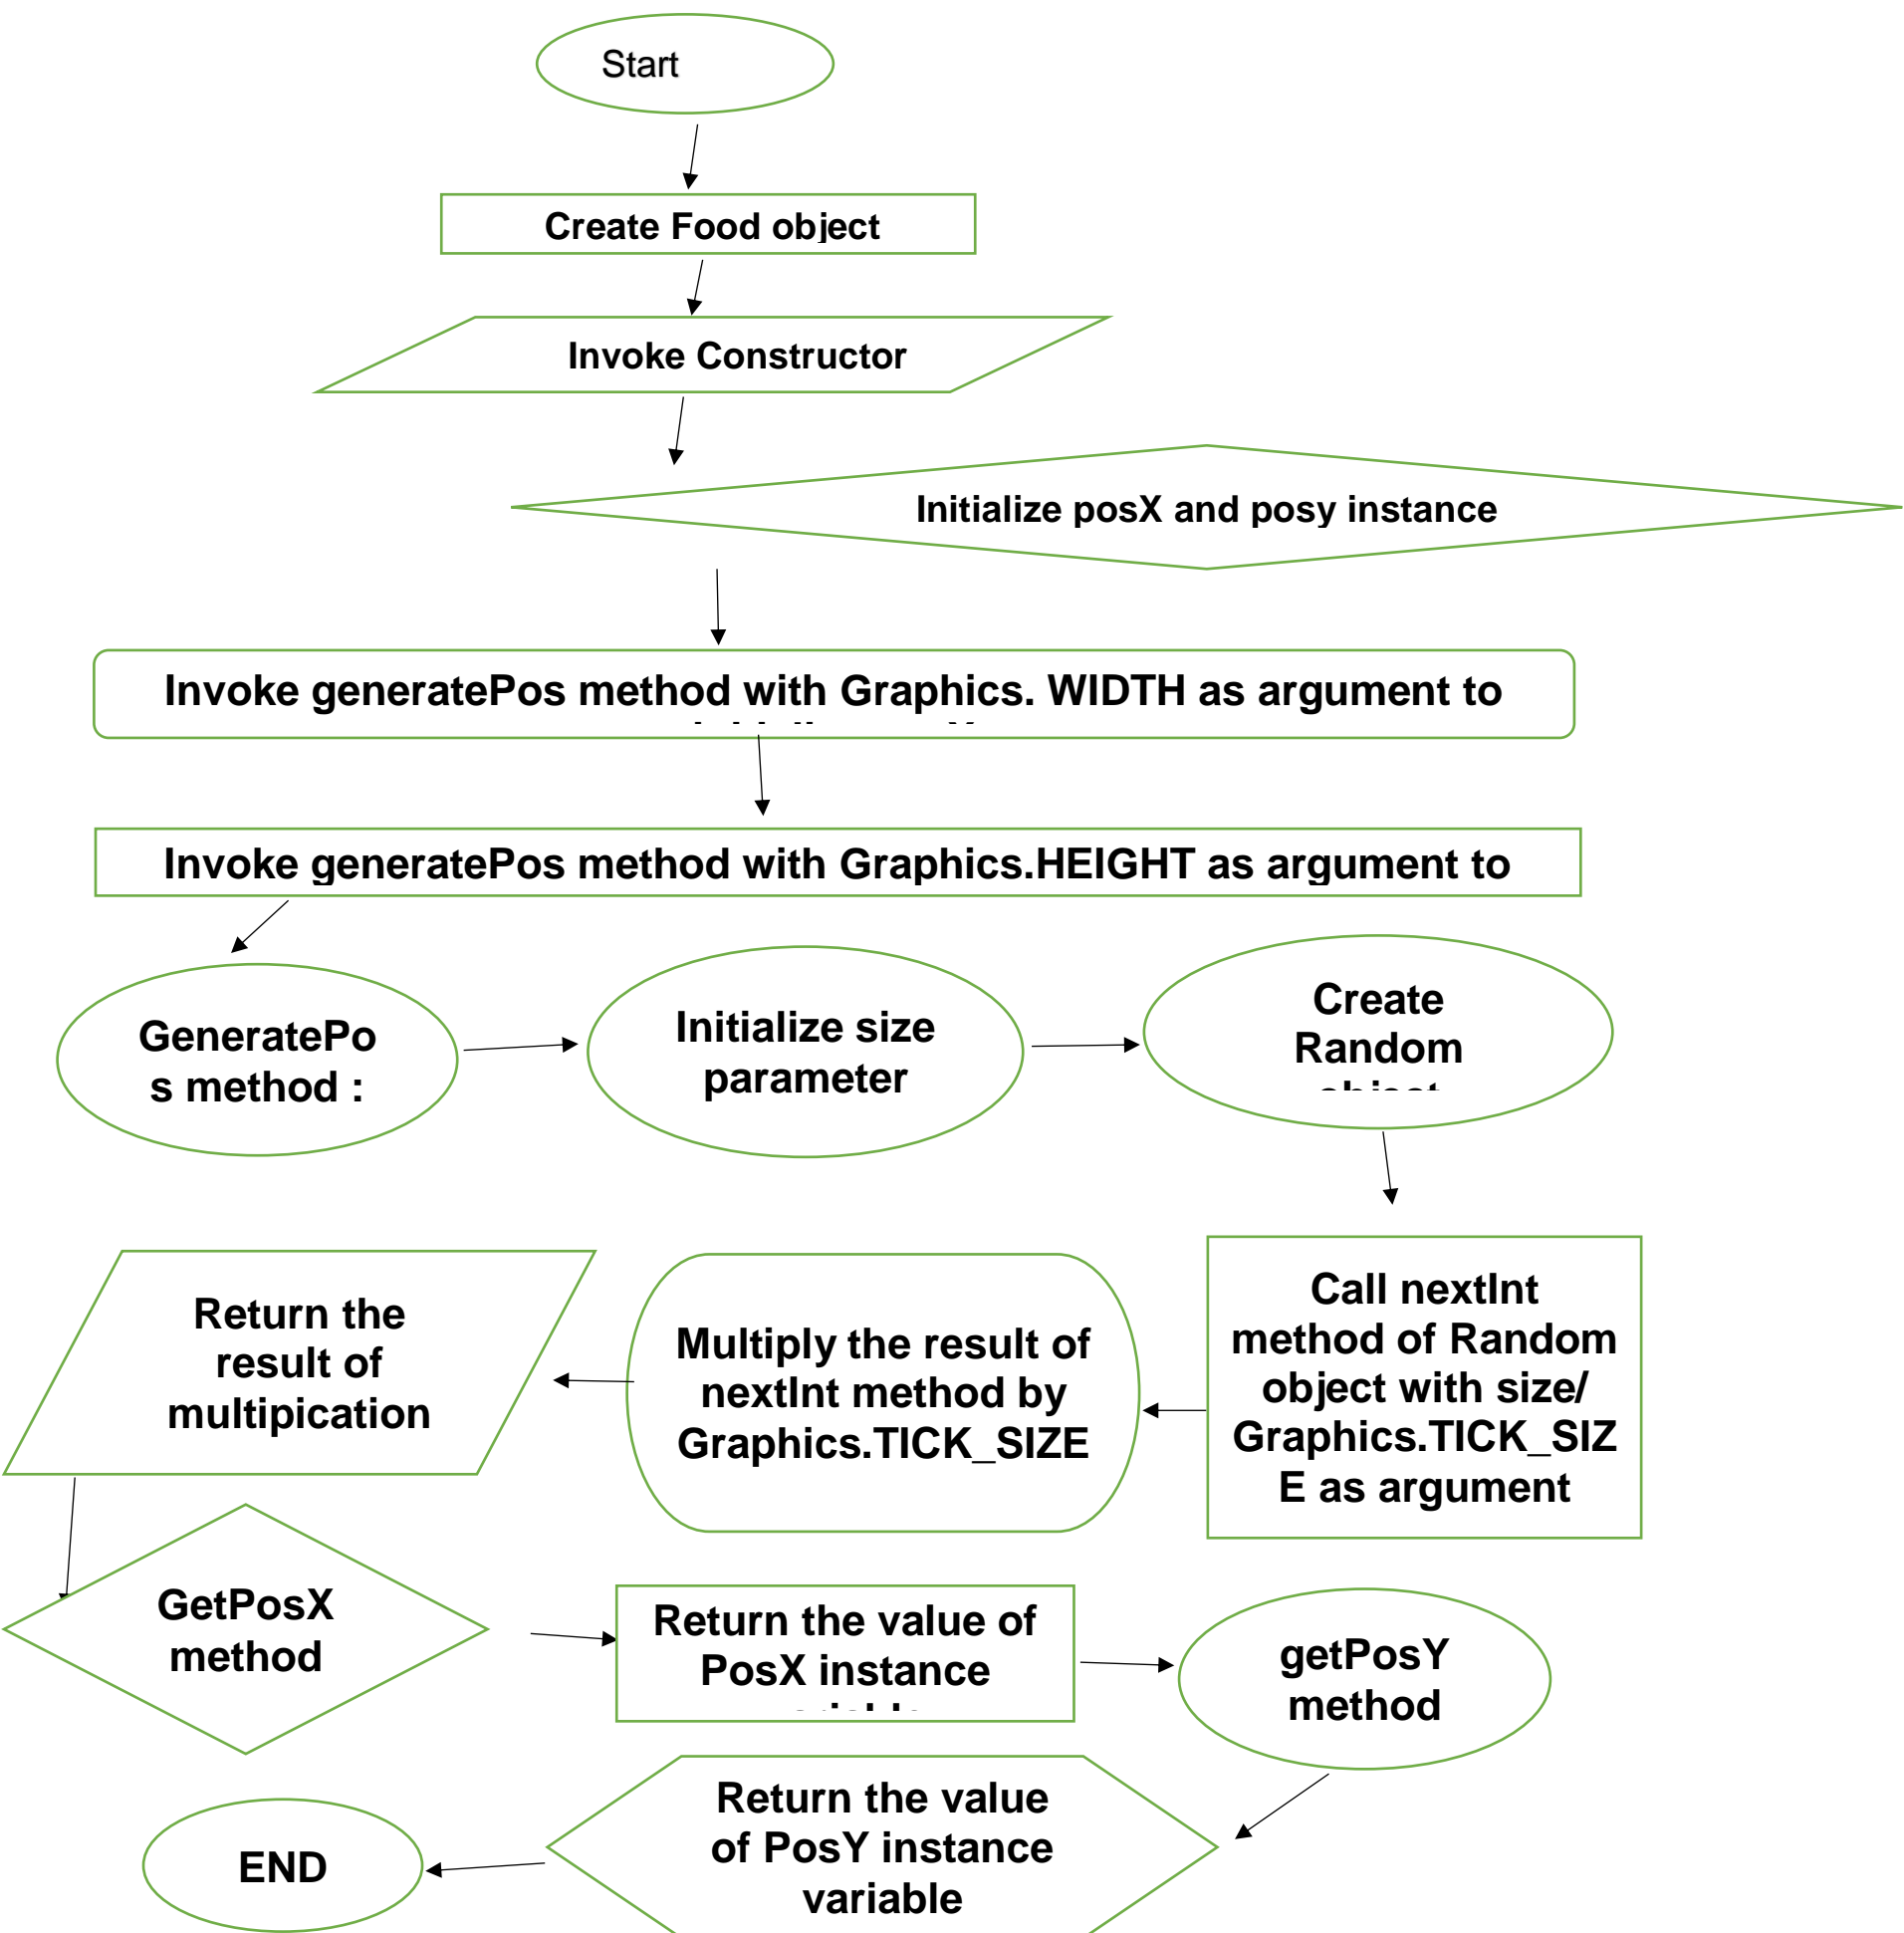 Start
Create Food object
Invoke Constructor
Initialize posX and posy instance
Invoke generatePos method with Graphics. WIDTH as argument to
Invoke generatePos method with Graphics.HEIGHT as argument to
GeneratePo
s method :
Initialize size
parameter
Create
Random
Call nextInt
method of Random
object with size/
Graphics.TICK_SIZ
E as argument
Multiply the result of
nextInt method by
Graphics.TICK_SIZE
Return the
result of
multipication
GetPosX
method
Return the value of
PosX instance
getPosY
method
Return the value
of PosY instance
variable
END